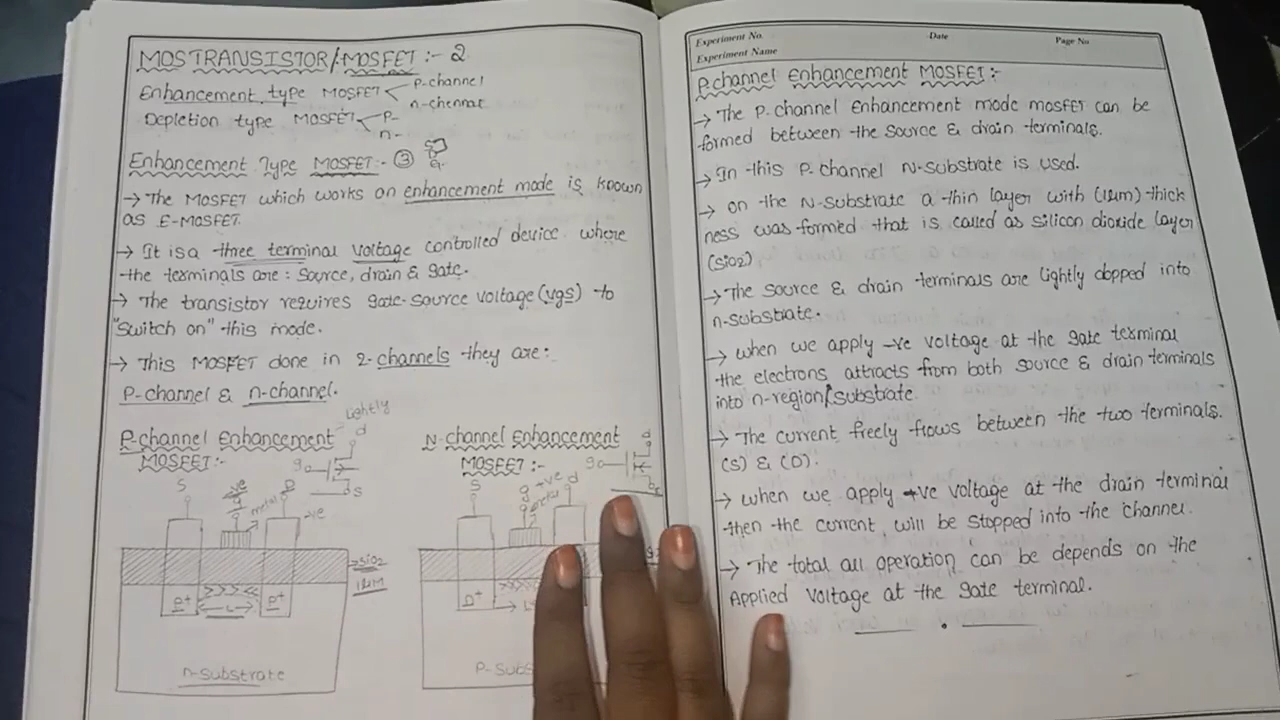 MOSTRANSISTOR/MOSFET :- 2
Enhancement type MOSFET < P-channel
n-chennal
Depletion type MOSFET < P-
n-
Enhancement Type MOSFET:- ③
S
G
→ The MOSFET which works on enhancement mode is known
as E-MOSFET.
→ It is a three terminal voltage controlled device where
the terminals are: Source, drain & gate.
→ The transistor requires gate-source voltage (vgs) to
"Switch on" this mode.
→ This MOSFET done in 2-channels they are:
P-channel & n-channel.
P-channel Enhancement
MOSFET:-
Lightly
d
g
s
S
-ve
g
metal
D
-ve
→SiO2
1μM
P+
L
P+
n-substrate
N-channel Enhancement
MOSFET :-
g
d
S
g +ve
metal
d
n+
L
P-Subs
Experiment No.
Date
Page No
Experiment Name
P-channel Enhancement MOSFET:-
→ The P-channel Enhancement mode mosfet can be
formed between the source & drain terminals.
→ In this P-channel N-substrate is used.
→ on the N-substrate a thin layer with (1μm) thick
ness was formed that is called as silicon dioxide layer
(SiO2)
→ The source & drain terminals are lightly dopped into
n-substrate.
→ when we apply -ve voltage at the gate terminal
the electrons attracts from both source & drain terminals
into n-region/substrate.
→ The current freely flows between the two terminals.
(S) & (D).
→ when we apply +ve voltage at the drain terminal
then the current will be stopped into the channel.
→ The total all operation can be depends on the
Applied voltage at the gate terminal.